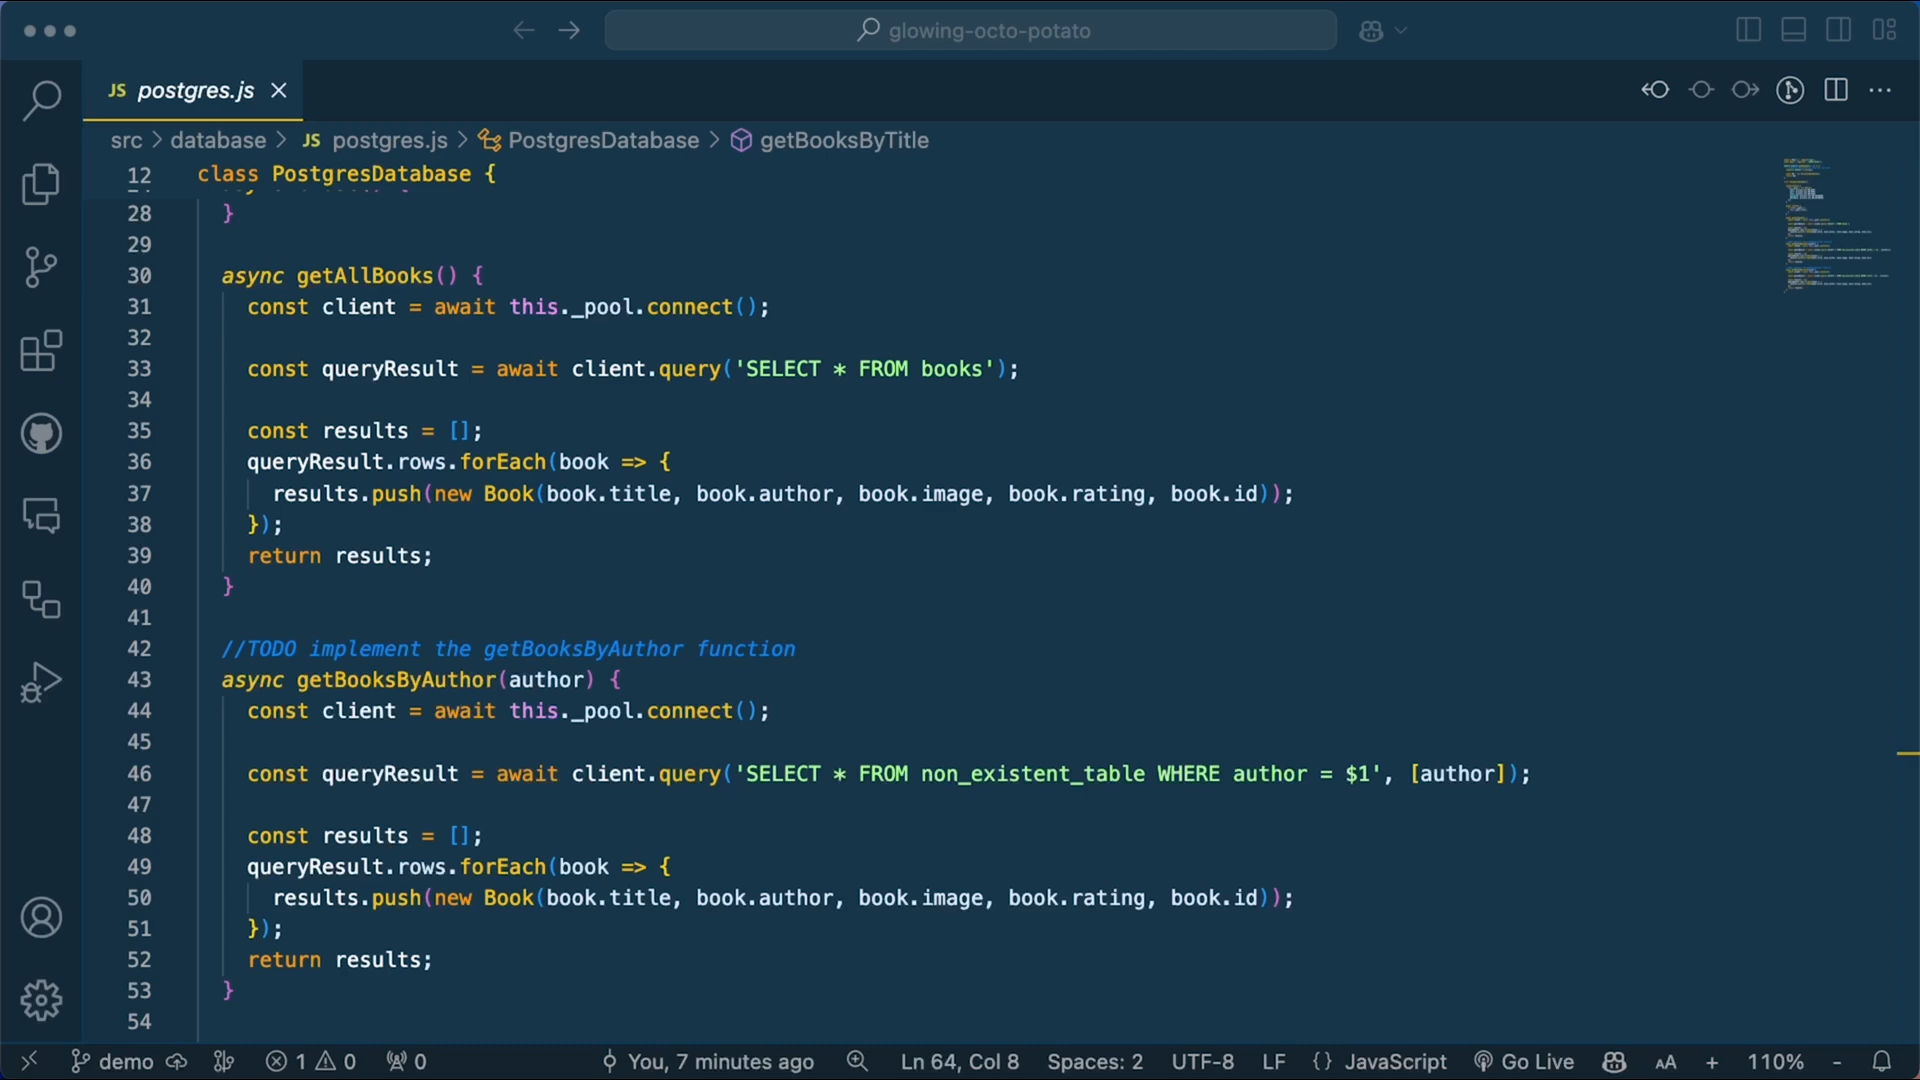 glowing-octo-potato
JS postgres.js
src > database > JS postgres.js > PostgresDatabase > getBooksByTitle
12 class PostgresDatabase {
28 }
29
30 async getAllBooks() {
31 const client = await this._pool.connect();
32
33 const queryResult = await client.query('SELECT * FROM books');
34
35 const results = [];
36 queryResult.rows.forEach(book => {
37 results.push(new Book(book.title, book.author, book.image, book.rating, book.id));
38 });
39 return results;
40 }
41
42 //TODO implement the getBooksByAuthor function
43 async getBooksByAuthor(author) {
44 const client = await this._pool.connect();
45
46 const queryResult = await client.query('SELECT * FROM non_existent_table WHERE author = $1', [author]);
47
48 const results = [];
49 queryResult.rows.forEach(book => {
50 results.push(new Book(book.title, book.author, book.image, book.rating, book.id));
51 });
52 return results;
53 }
54
demo 1 0 0 You, 7 minutes ago Ln 64, Col 8 Spaces: 2 UTF-8 LF {} JavaScript Go Live AA + 110% -